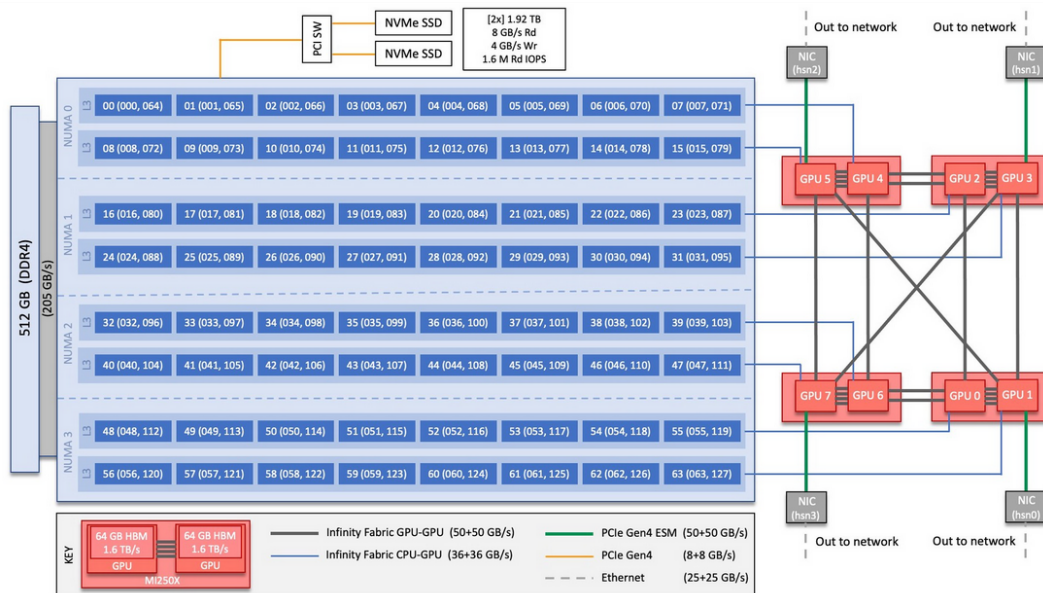 PCI SW
NVMe SSD
NVMe SSD
[2x] 1.92 TB
8 GB/s Rd
4 GB/s Wr
1.6 M Rd IOPS
Out to network
Out to network
NIC
(hsn2)
NIC
(hsn1)
512 GB (DDR4)
(205 GB/s)
NUMA 0
L3
00 (000, 064)
01 (001, 065)
02 (002, 066)
03 (003, 067)
04 (004, 068)
05 (005, 069)
06 (006, 070)
07 (007, 071)
L3
08 (008, 072)
09 (009, 073)
10 (010, 074)
11 (011, 075)
12 (012, 076)
13 (013, 077)
14 (014, 078)
15 (015, 079)
NUMA 1
L3
16 (016, 080)
17 (017, 081)
18 (018, 082)
19 (019, 083)
20 (020, 084)
21 (021, 085)
22 (022, 086)
23 (023, 087)
L3
24 (024, 088)
25 (025, 089)
26 (026, 090)
27 (027, 091)
28 (028, 092)
29 (029, 093)
30 (030, 094)
31 (031, 095)
NUMA 2
L3
32 (032, 096)
33 (033, 097)
34 (034, 098)
35 (035, 099)
36 (036, 100)
37 (037, 101)
38 (038, 102)
39 (039, 103)
L3
40 (040, 104)
41 (041, 105)
42 (042, 106)
43 (043, 107)
44 (044, 108)
45 (045, 109)
46 (046, 110)
47 (047, 111)
NUMA 3
L3
48 (048, 112)
49 (049, 113)
50 (050, 114)
51 (051, 115)
52 (052, 116)
53 (053, 117)
54 (054, 118)
55 (055, 119)
L3
56 (056, 120)
57 (057, 121)
58 (058, 122)
59 (059, 123)
60 (060, 124)
61 (061, 125)
62 (062, 126)
63 (063, 127)
GPU 5
GPU 4
GPU 2
GPU 3
GPU 7
GPU 6
GPU 0
GPU 1
NIC
(hsn3)
NIC
(hsn0)
Out to network
Out to network
KEY
64 GB HBM
1.6 TB/s
GPU
64 GB HBM
1.6 TB/s
GPU
MI250X
Infinity Fabric GPU-GPU (50+50 GB/s)
Infinity Fabric CPU-GPU (36+36 GB/s)
PCIe Gen4 ESM (50+50 GB/s)
PCIe Gen4 (8+8 GB/s)
Ethernet (25+25 GB/s)